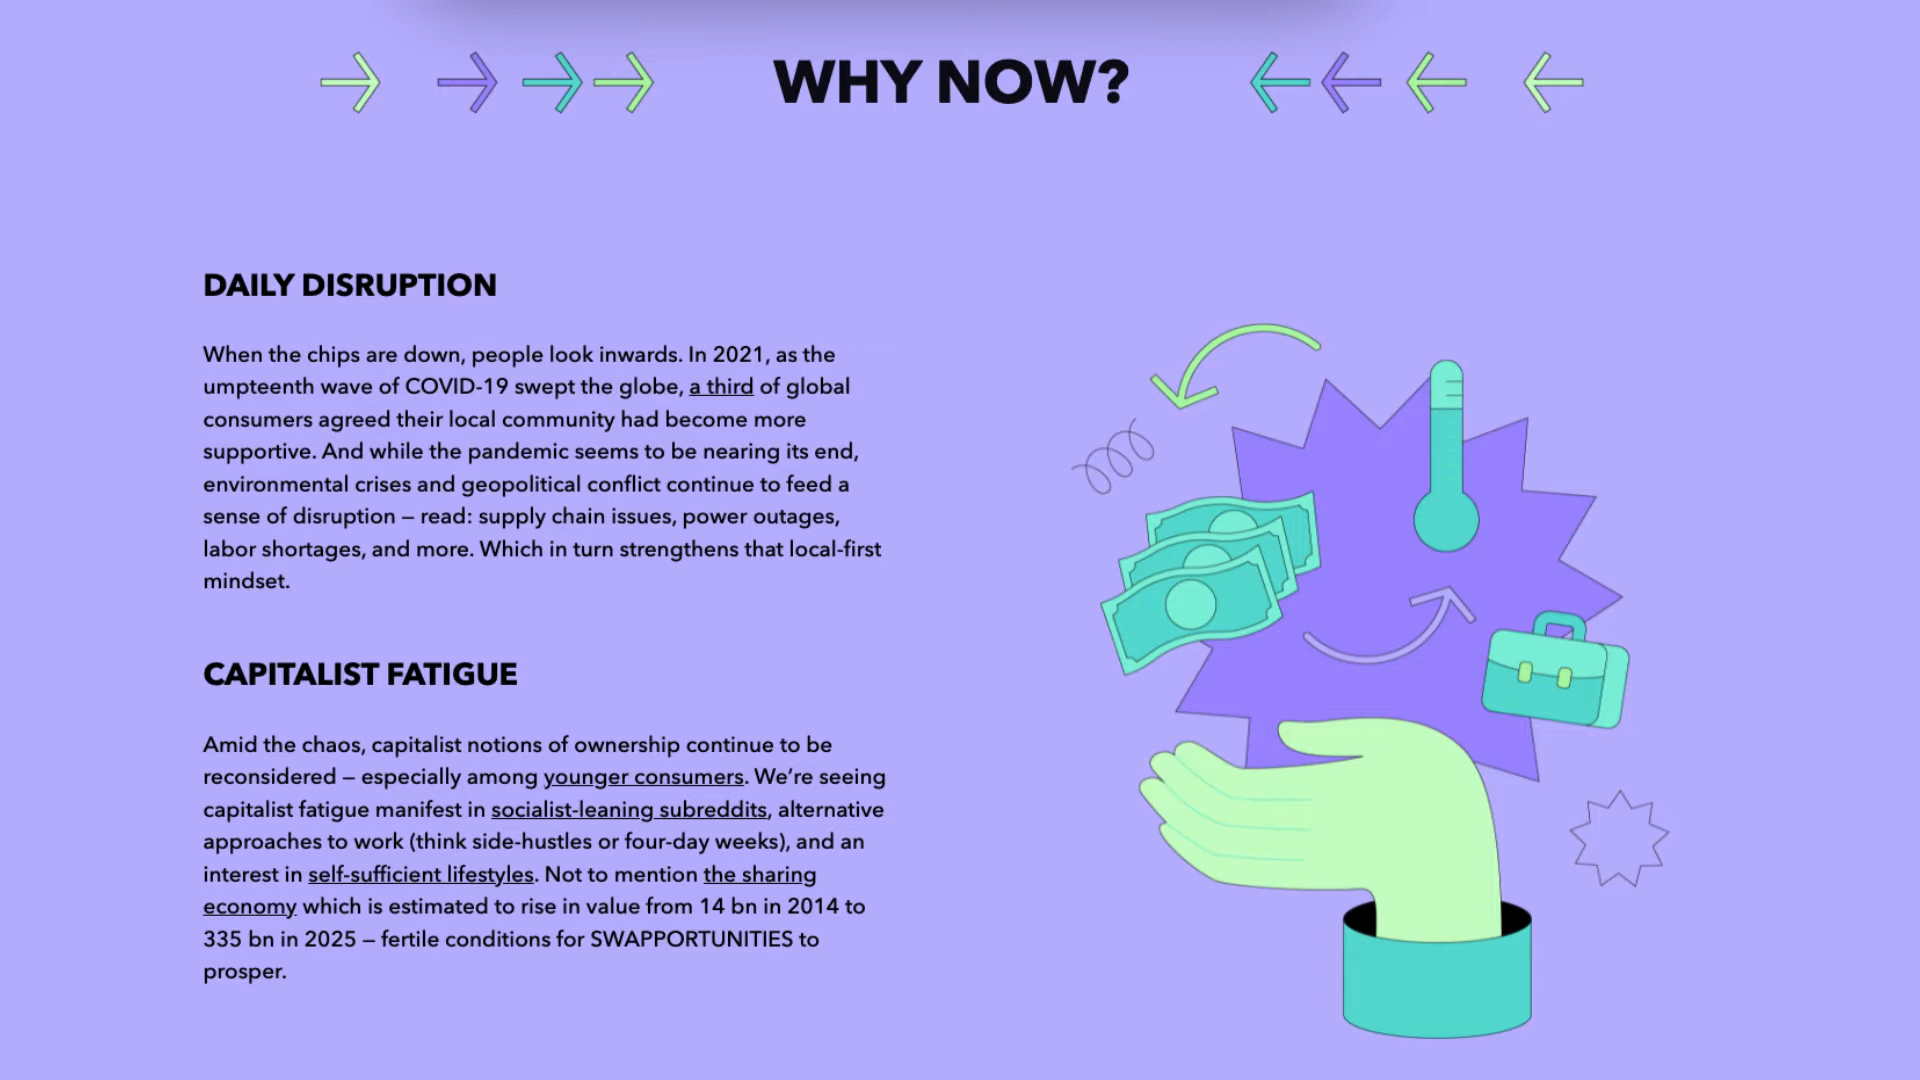 WHY NOW?
DAILY DISRUPTION
When the chips are down, people look inwards. In 2021, as the
umpteenth wave of COVID-19 swept the globe, a third of global
consumers agreed their local community had become more
supportive. And while the pandemic seems to be nearing its end,
environmental crises and geopolitical conflict continue to feed a
sense of disruption – read: supply chain issues, power outages,
labor shortages, and more. Which in turn strengthens that local-first
mindset.
CAPITALIST FATIGUE
Amid the chaos, capitalist notions of ownership continue to be
reconsidered – especially among younger consumers. We’re seeing
capitalist fatigue manifest in socialist-leaning subreddits, alternative
approaches to work (think side-hustles or four-day weeks), and an
interest in self-sufficient lifestyles. Not to mention the sharing
economy which is estimated to rise in value from 14 bn in 2014 to
335 bn in 2025 – fertile conditions for SWAPPORTUNITIES to
prosper.